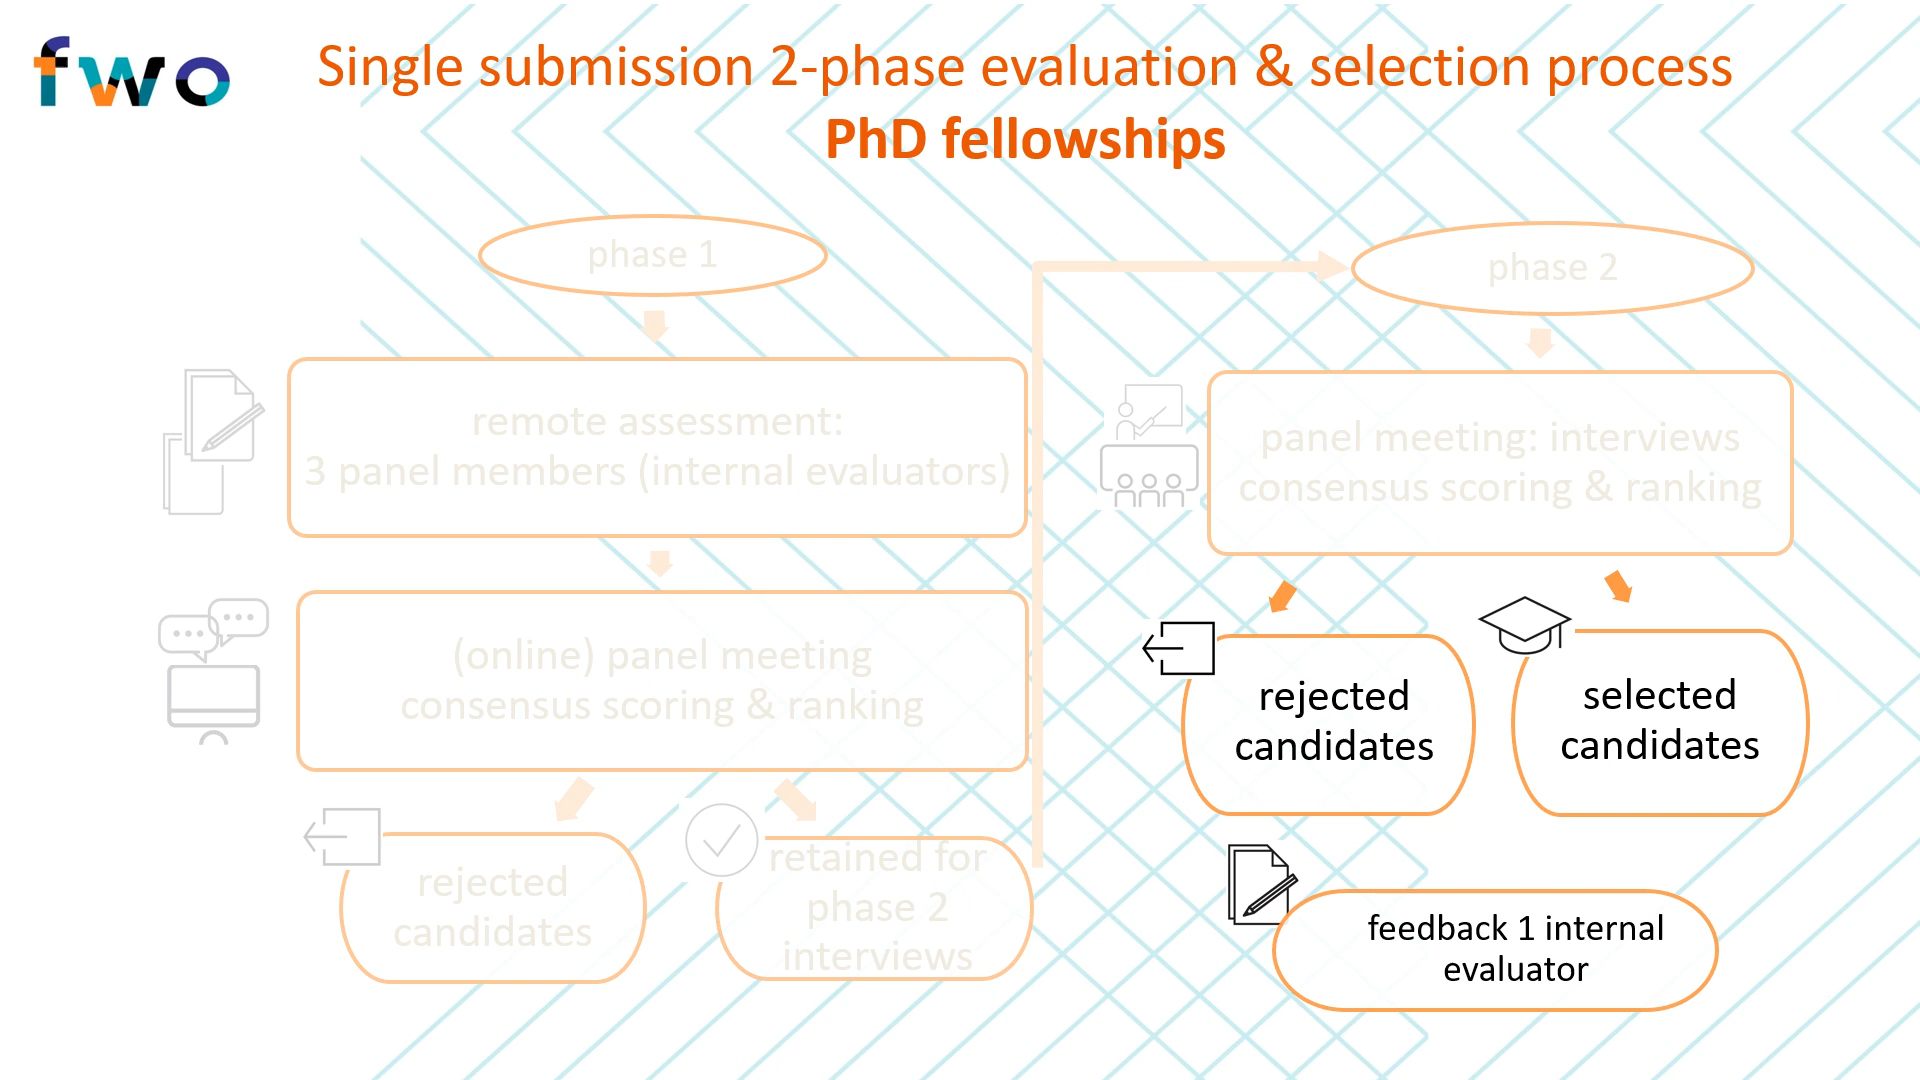 fwo
Single submission 2-phase evaluation & selection process
PhD fellowships
phase 1
remote assessment:
3 panel members (internal evaluators)
(online) panel meeting
consensus scoring & ranking
rejected
candidates
retained for
phase 2
interviews
phase 2
panel meeting: interviews
consensus scoring & ranking
rejected
candidates
selected
candidates
feedback 1 internal
evaluator